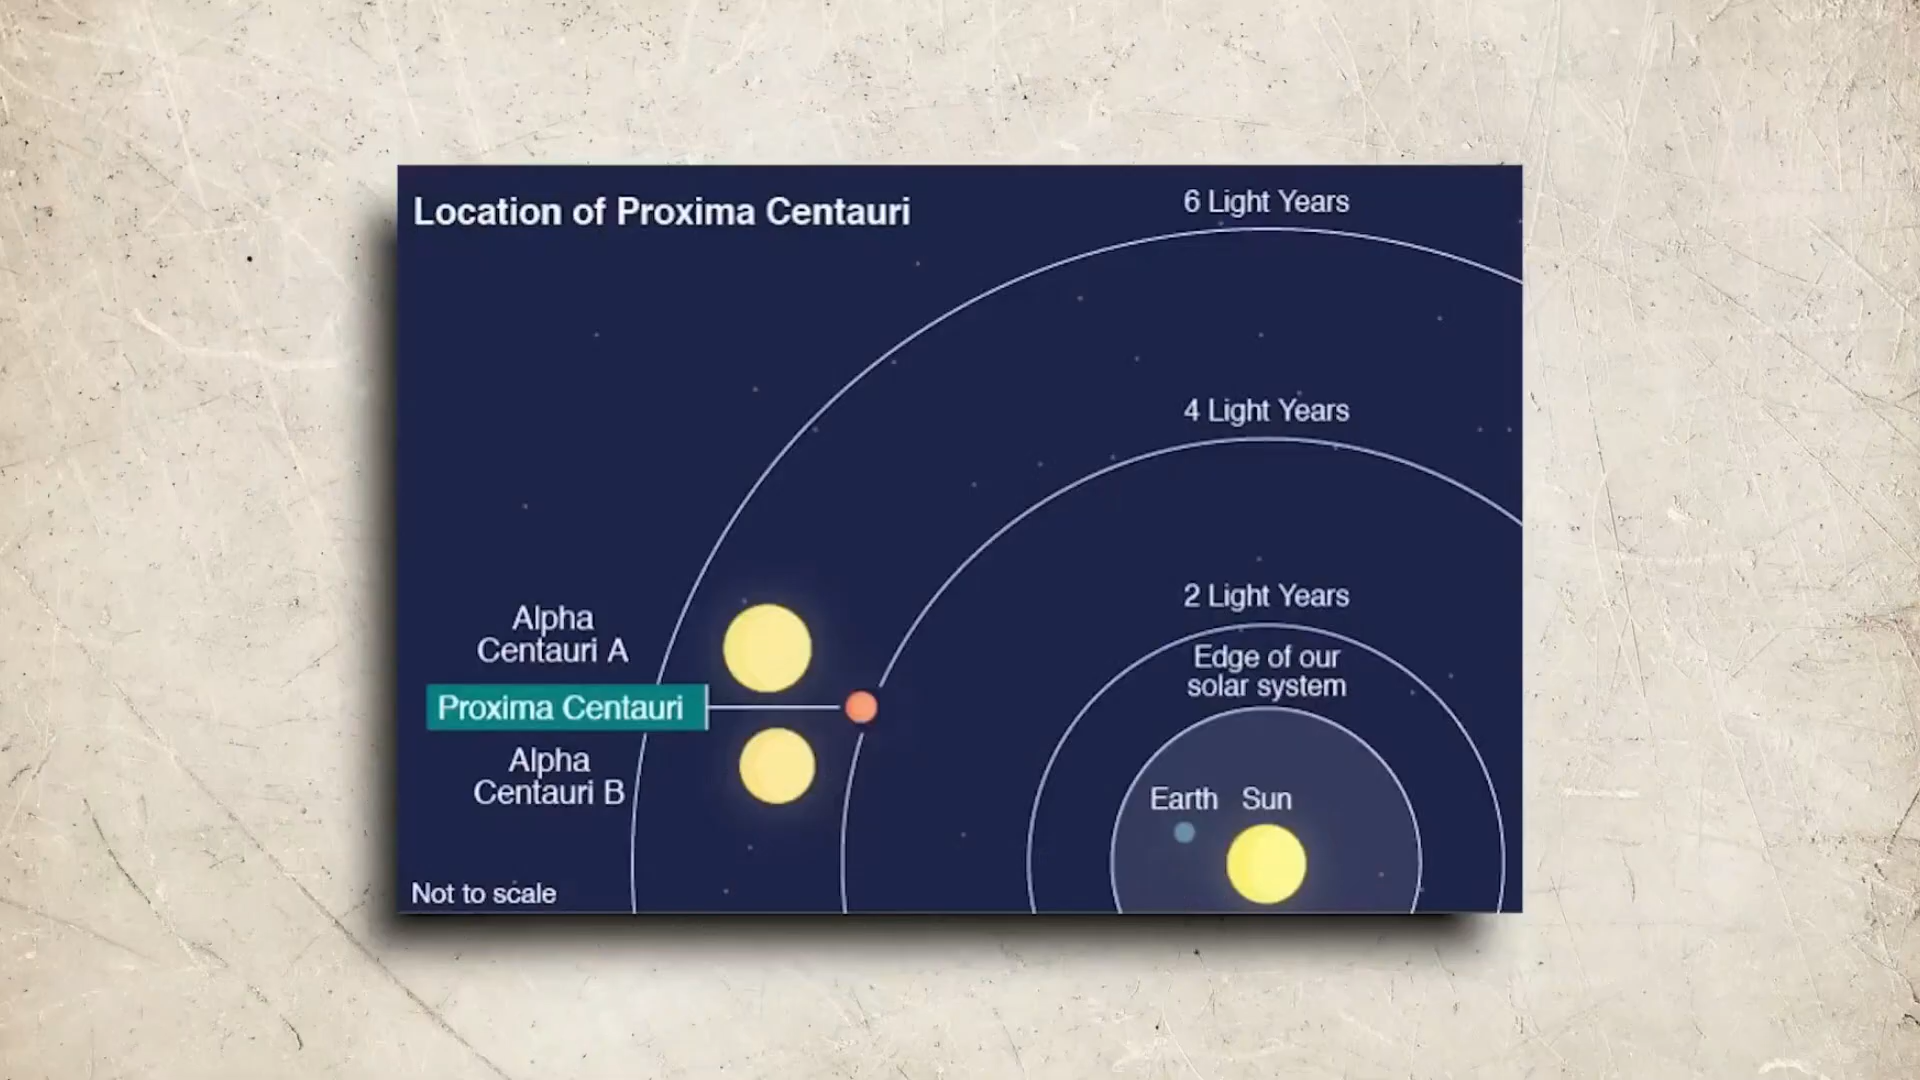 Location of Proxima Centauri
6 Light Years
4 Light Years
2 Light Years
Edge of our
solar system
Alpha
Centauri A
Proxima Centauri
Alpha
Centauri B
Earth Sun
Not to scale